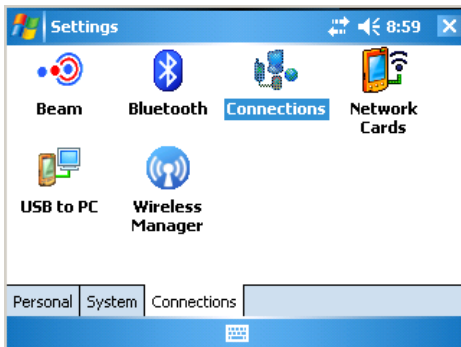 Settings 8:59
Beam Bluetooth Connections Network
Cards
USB to PC Wireless
Manager
Personal System Connections